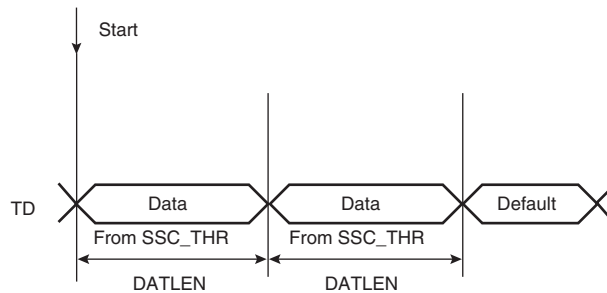 Start
TD
Data
Data
Default
From SSC_THR
From SSC_THR
DATLEN
DATLEN